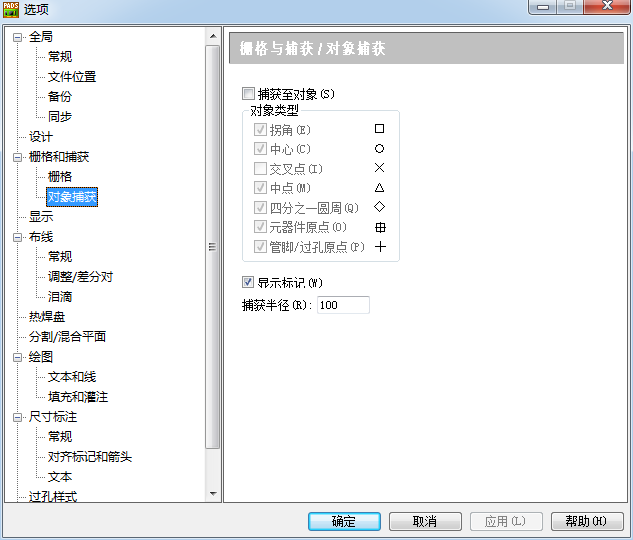 PADS 选项
全局
常规
文件位置
备份
同步
设计
栅格和捕获
栅格
对象捕获
显示
布线
常规
调整/差分对
泪滴
热焊盘
分割/混合平面
绘图
文本和线
填充和灌注
尺寸标注
常规
对齐标记和箭头
文本
过孔样式
栅格与捕获 / 对象捕获
捕获至对象(S)
对象类型
拐角(E)
中心(C)
交叉点(I)
中点(M)
四分之一圆周(Q)
元器件原点(O)
管脚/过孔原点(P)
显示标记(W)
捕获半径(R): 100
确定 取消 应用(L) 帮助(H)